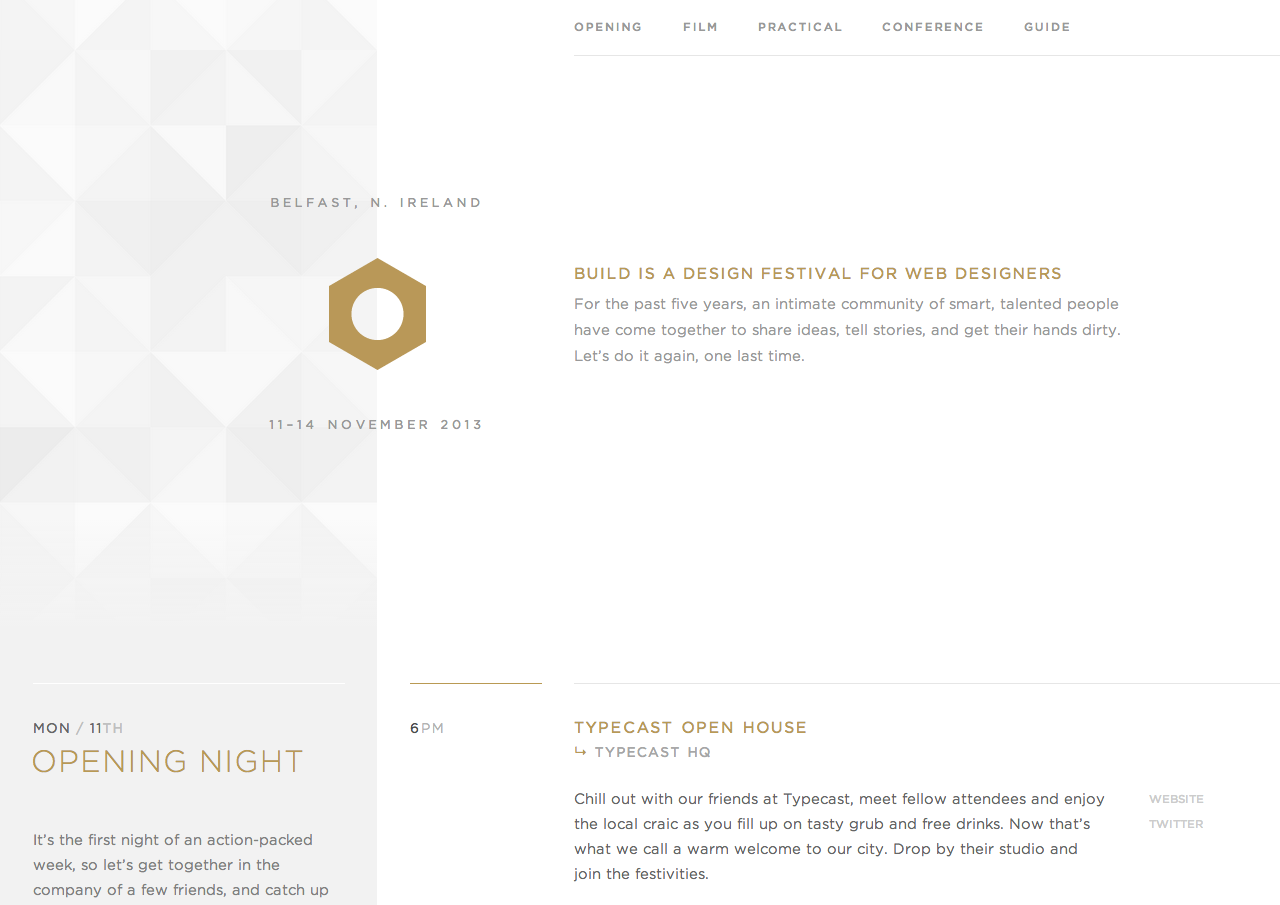 OPENING FILM PRACTICAL CONFERENCE GUIDE
BELFAST, N. IRELAND
11–14 NOVEMBER 2013
BUILD IS A DESIGN FESTIVAL FOR WEB DESIGNERS
For the past five years, an intimate community of smart, talented people
have come together to share ideas, tell stories, and get their hands dirty.
Let’s do it again, one last time.
MON / 11TH
OPENING NIGHT
It’s the first night of an action-packed
week, so let’s get together in the
company of a few friends, and catch up
6PM
TYPECAST OPEN HOUSE
↳ TYPECAST HQ
Chill out with our friends at Typecast, meet fellow attendees and enjoy
the local craic as you fill up on tasty grub and free drinks. Now that’s
what we call a warm welcome to our city. Drop by their studio and
join the festivities.
WEBSITE
TWITTER